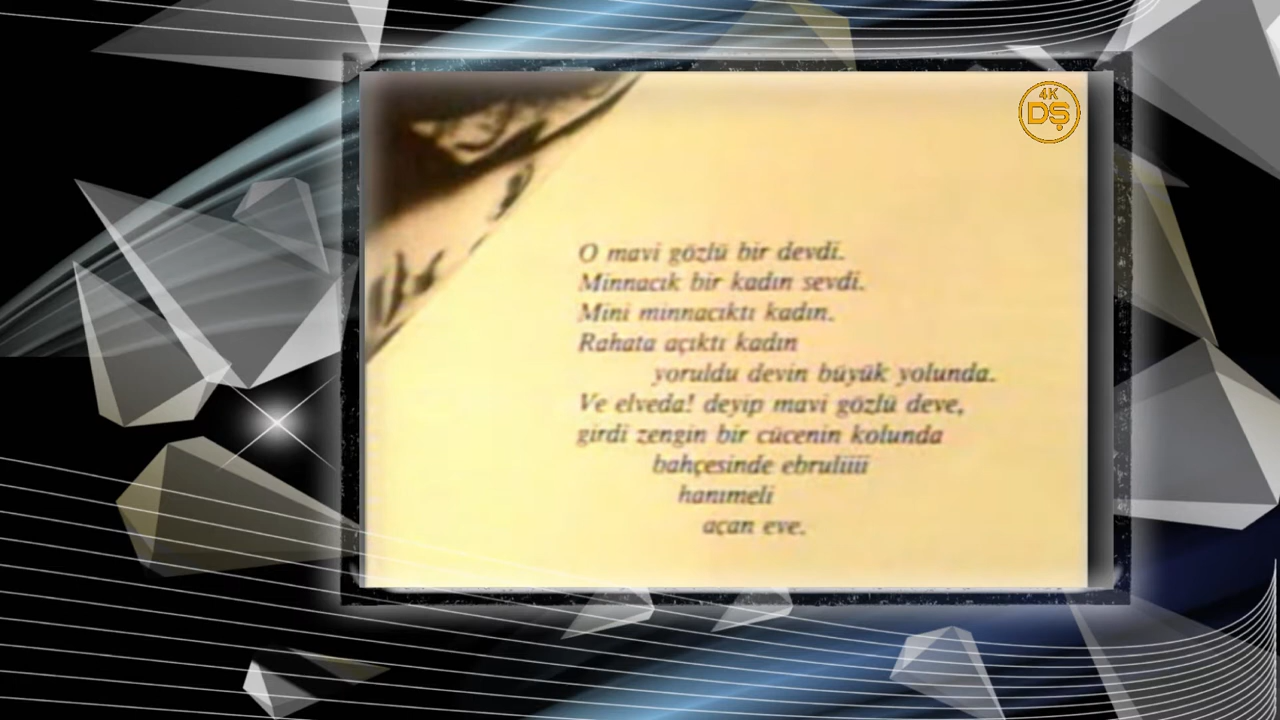 4K
DŞ
O mavi gözlü bir devdi.
Minnacık bir kadın sevdi.
Mini minnacıktı kadın.
Rahata açıktı kadın
yoruldu devin büyük yolunda.
Ve elveda! deyip mavi gözlü deve,
girdi zengin bir cücenin kolunda
bahçesinde ebruliiii
hanımeli
açan eve.